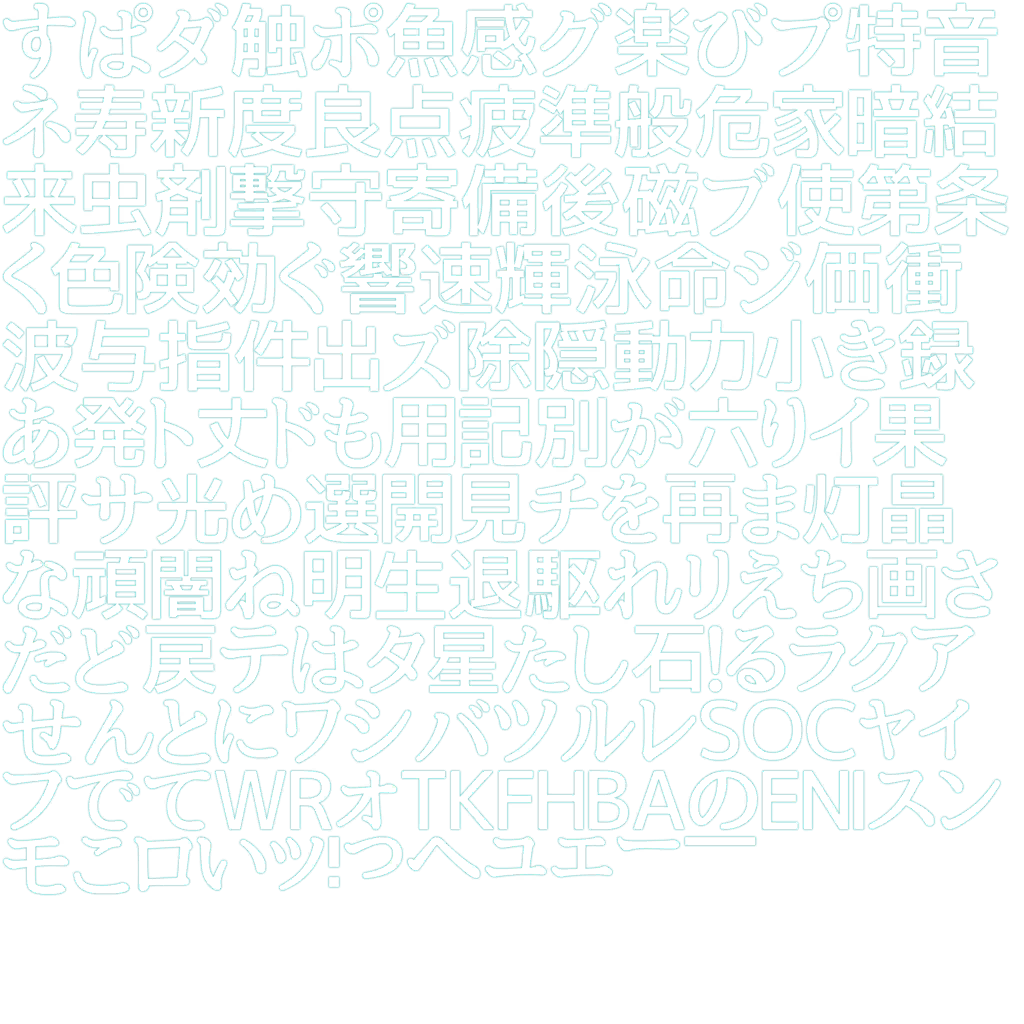 すぱダ触ポ魚感グ楽びプ特音
ネ寿新度良点疲準般危家暗結
来虫剤撃守寄備後磁ブ使第条
く色険効ぐ響速輝泳命ジ価衝
波与指件出ズ除隠動力小き録
あ発ト丈ドも用記別が六りイ果
評サ光め選開見チを再ま灯晶
な頑闇ね明生退駆れリえち画さ
だど戻テはタ星たし石!るラクア
せんとにワシバツルレSOCャィ
フでてWRォTKFHBAのENIスン
モこロいッ!つヘユエー一